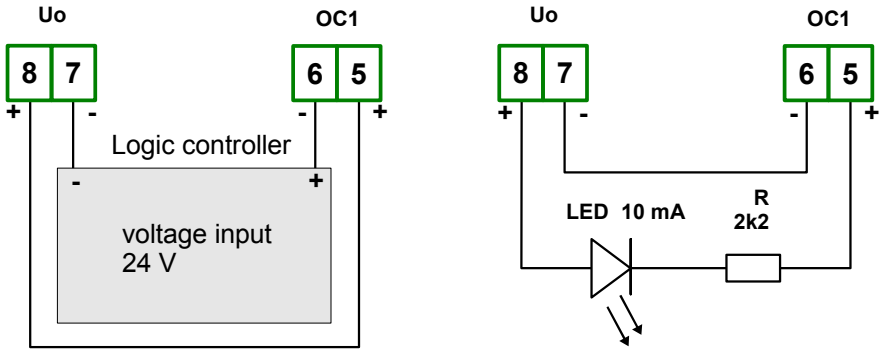 Uo OC1
8 7 6 5
+ - - +
Logic controller
- +
voltage input
24 V
Uo OC1
8 7 6 5
+ - - +
LED 10 mA
R
2k2